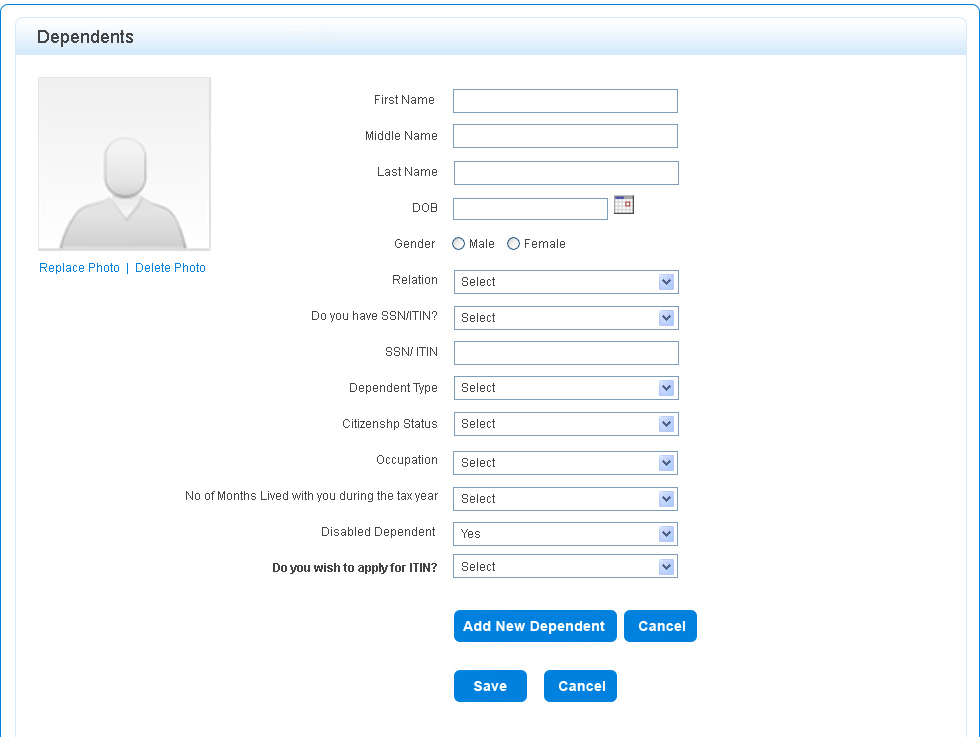 Dependents
First Name
Middle Name
Last Name
DOB
Gender Male Female
Replace Photo | Delete Photo
Relation Select
Do you have SSN/ITIN? Select
SSN/ ITIN
Dependent Type Select
Citizenshp Status Select
Occupation Select
No of Months Lived with you during the tax year Select
Disabled Dependent Yes
Do you wish to apply for ITIN? Select
Add New Dependent Cancel
Save Cancel